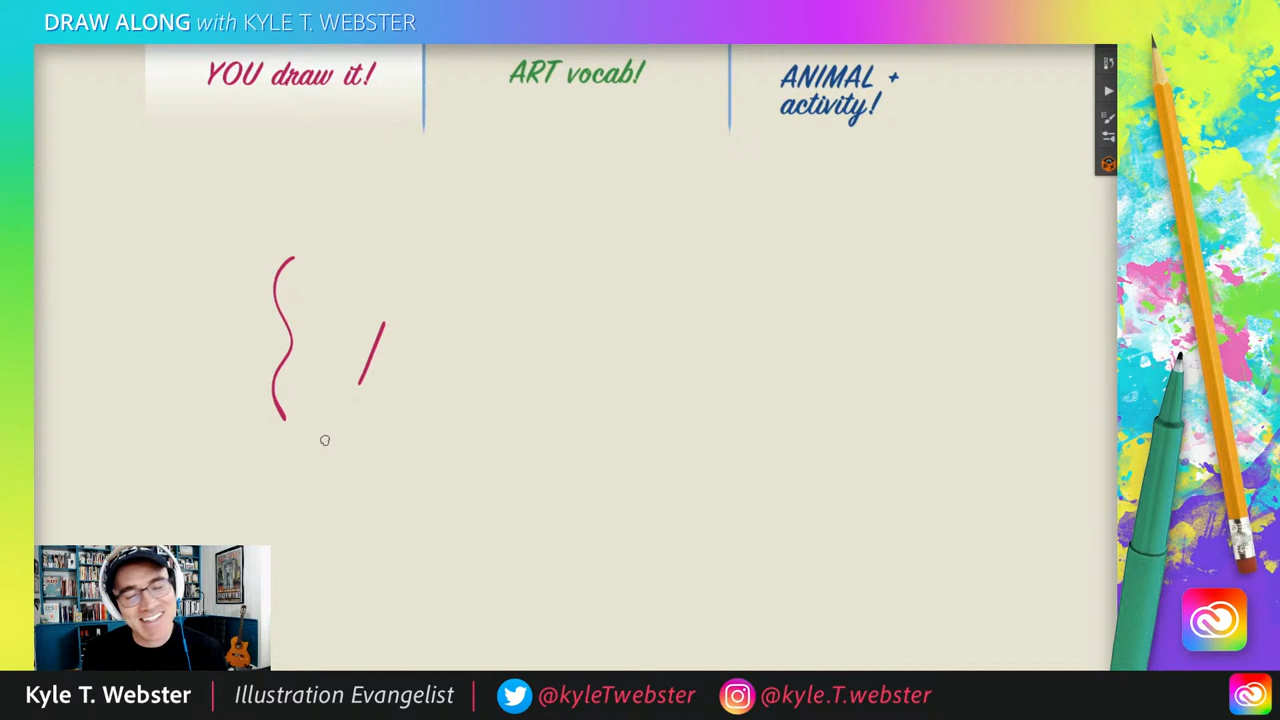 DRAW ALONG with KYLE T. WEBSTER
YOU draw it!
ART vocab!
ANIMAL +
activity!
Kyle T. Webster | Illustration Evangelist @kyleTwebster @kyle.T.webster